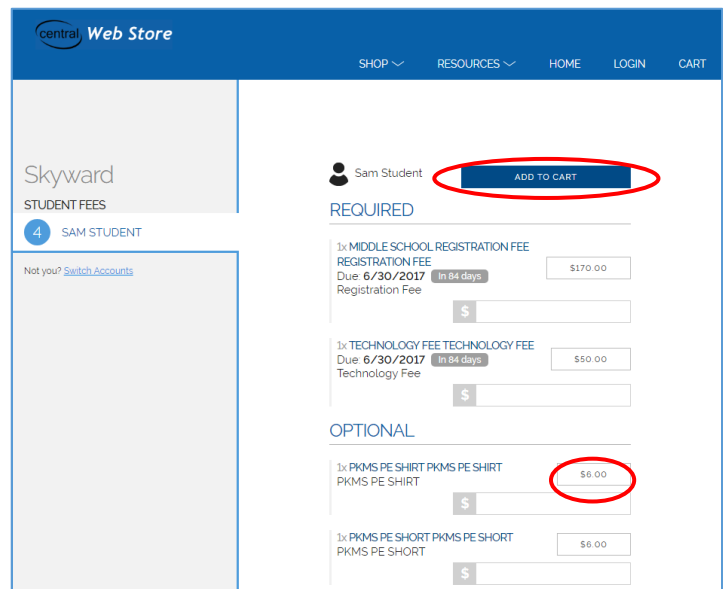 central Web Store
SHOP RESOURCES HOME LOGIN CART
Skyward
STUDENT FEES
4 SAM STUDENT
Not you? Switch Accounts
Sam Student ADD TO CART
REQUIRED
1x MIDDLE SCHOOL REGISTRATION FEE
REGISTRATION FEE
Due: 6/30/2017 In 84 days
$170.00
Registration Fee
$
1x TECHNOLOGY FEE TECHNOLOGY FEE
Due: 6/30/2017 In 84 days
$50.00
Technology Fee
$
OPTIONAL
1x PKMS PE SHIRT PKMS PE SHIRT
$6.00
PKMS PE SHIRT
$
1x PKMS PE SHORT PKMS PE SHORT
$6.00
PKMS PE SHORT
$